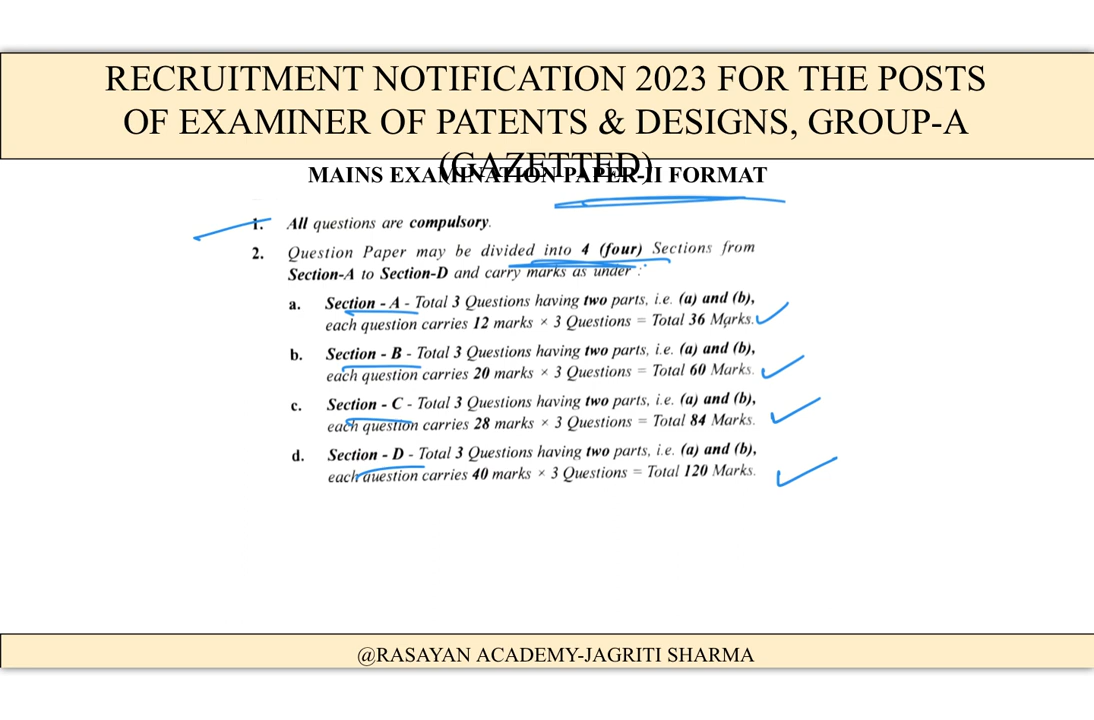 RECRUITMENT NOTIFICATION 2023 FOR THE POSTS
OF EXAMINER OF PATENTS & DESIGNS, GROUP-A
(GAZETTED)
MAINS EXAMINATION PAPER-II FORMAT
1. All questions are compulsory.
2. Question Paper may be divided into 4 (four) Sections from
Section-A to Section-D and carry marks as under :
a. Section - A - Total 3 Questions having two parts, i.e. (a) and (b),
each question carries 12 marks × 3 Questions = Total 36 Marks.
b. Section - B - Total 3 Questions having two parts, i.e. (a) and (b),
each question carries 20 marks × 3 Questions = Total 60 Marks.
c. Section - C - Total 3 Questions having two parts, i.e. (a) and (b),
each question carries 28 marks × 3 Questions = Total 84 Marks.
d. Section - D - Total 3 Questions having two parts, i.e. (a) and (b),
each question carries 40 marks × 3 Questions = Total 120 Marks.
@RASAYAN ACADEMY-JAGRITI SHARMA